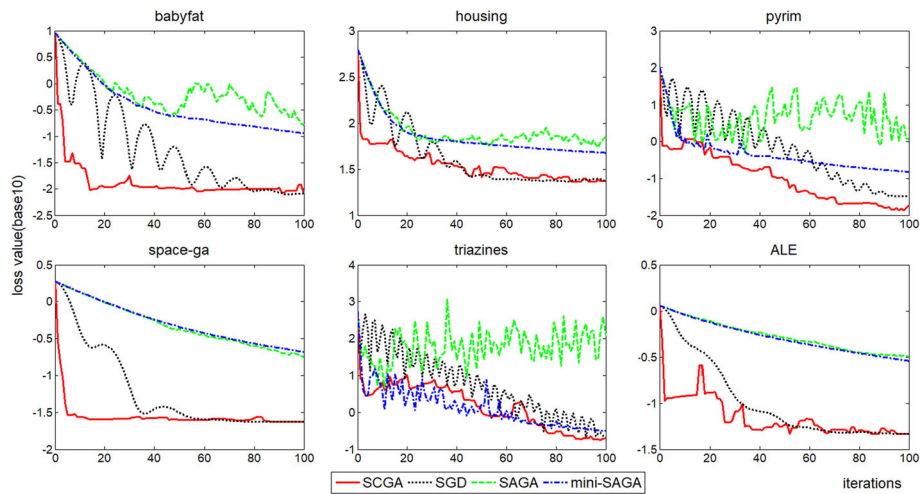 babyfat housing pyrim
1 0.5 0 -0.5 -1 -1.5 -2 -2.5
0 20 40 60 80 100
3 2.5 2 1.5 1
0 20 40 60 80 100
3 2 1 0 -1 -2
0 20 40 60 80 100
loss value(base10)
space-ga triazines ALE
0.5 0 -0.5 -1 -1.5 -2
0 20 40 60 80 100
4 3 2 1 0 -1
0 20 40 60 80 100
0.5 0 -0.5 -1 -1.5
0 20 40 60 80 100
SCGA SGD SAGA mini-SAGA
iterations